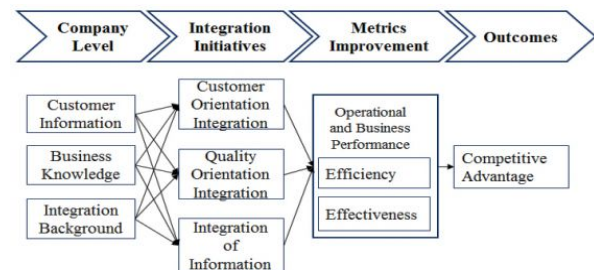 Company
Level
Integration
Initiatives
Metrics
Improvement
Outcomes
Customer
Information
Business
Knowledge
Integration
Background
Customer
Orientation
Integration
Quality
Orientation
Integration
Integration
of
Information
Operational
and Business
Performance
Efficiency
Effectiveness
Competitive
Advantage